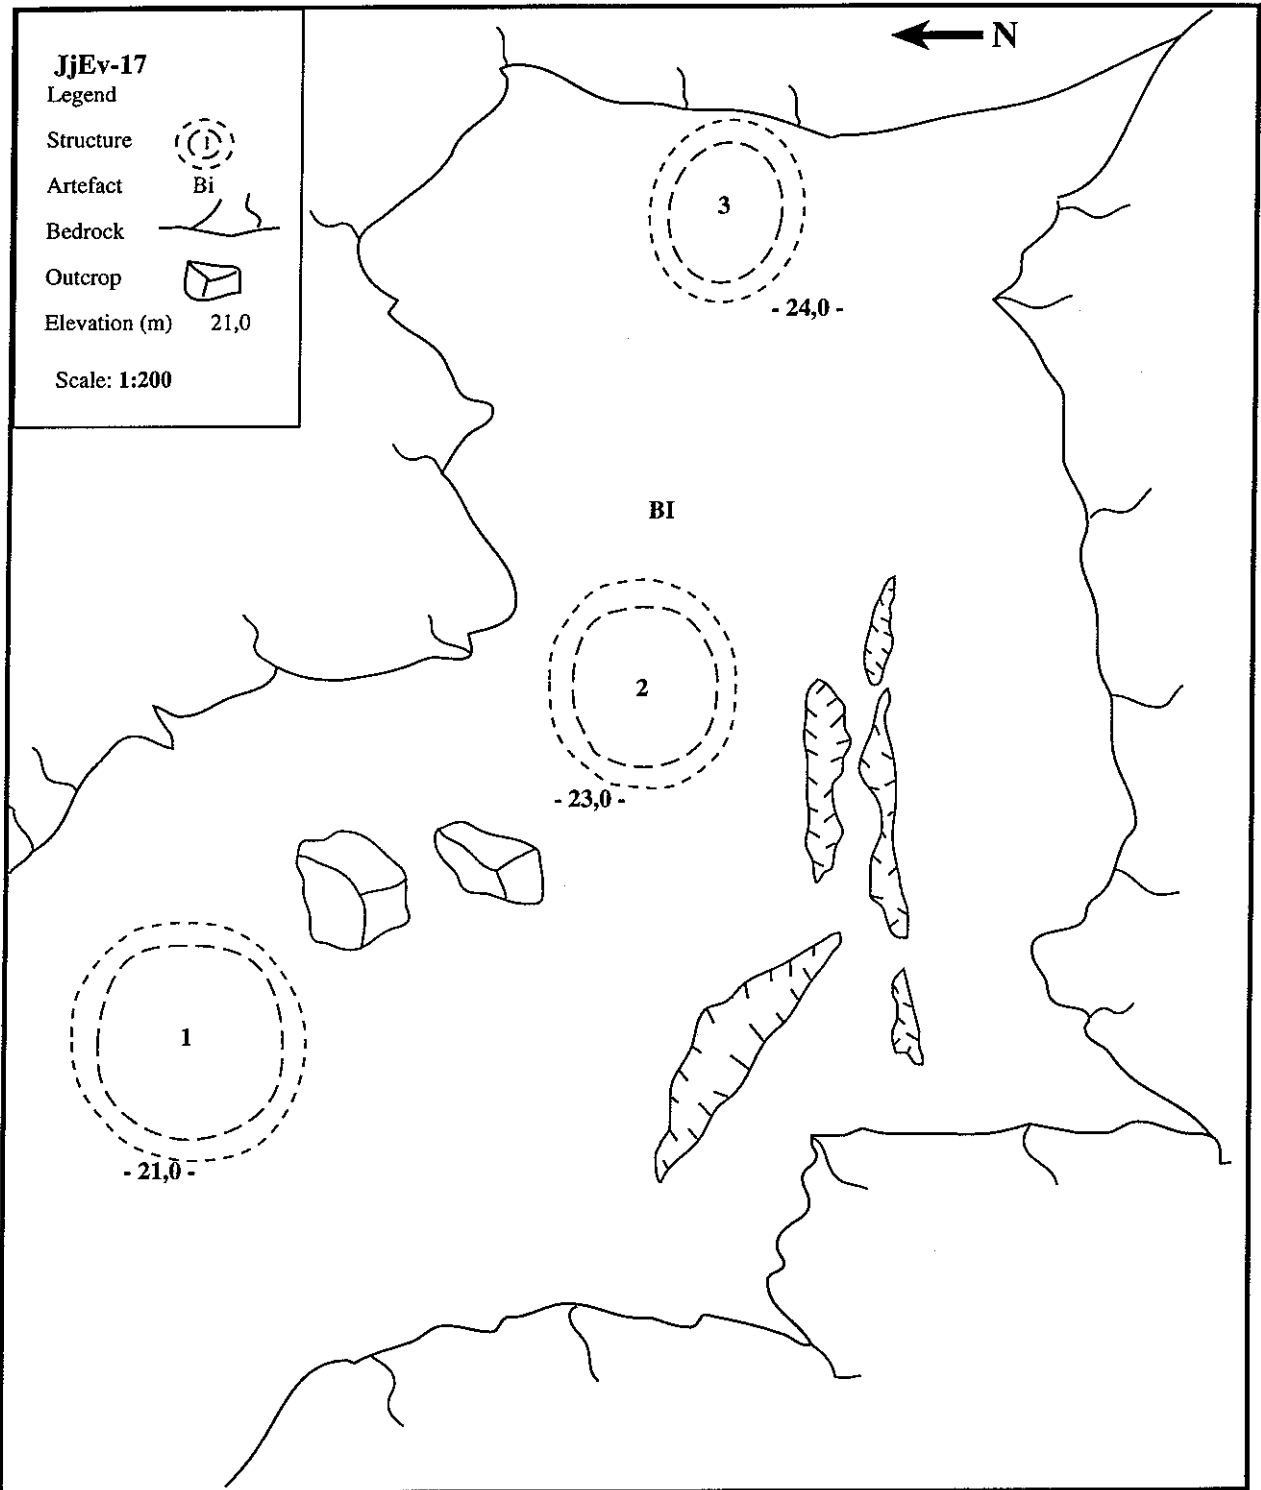 JjEv-17
Legend
Structure
Artefact Bi
Bedrock
Outcrop
Elevation (m) 21,0
Scale: 1:200
N
3
- 24,0 -
BI
2
- 23,0 -
1
- 21,0 -